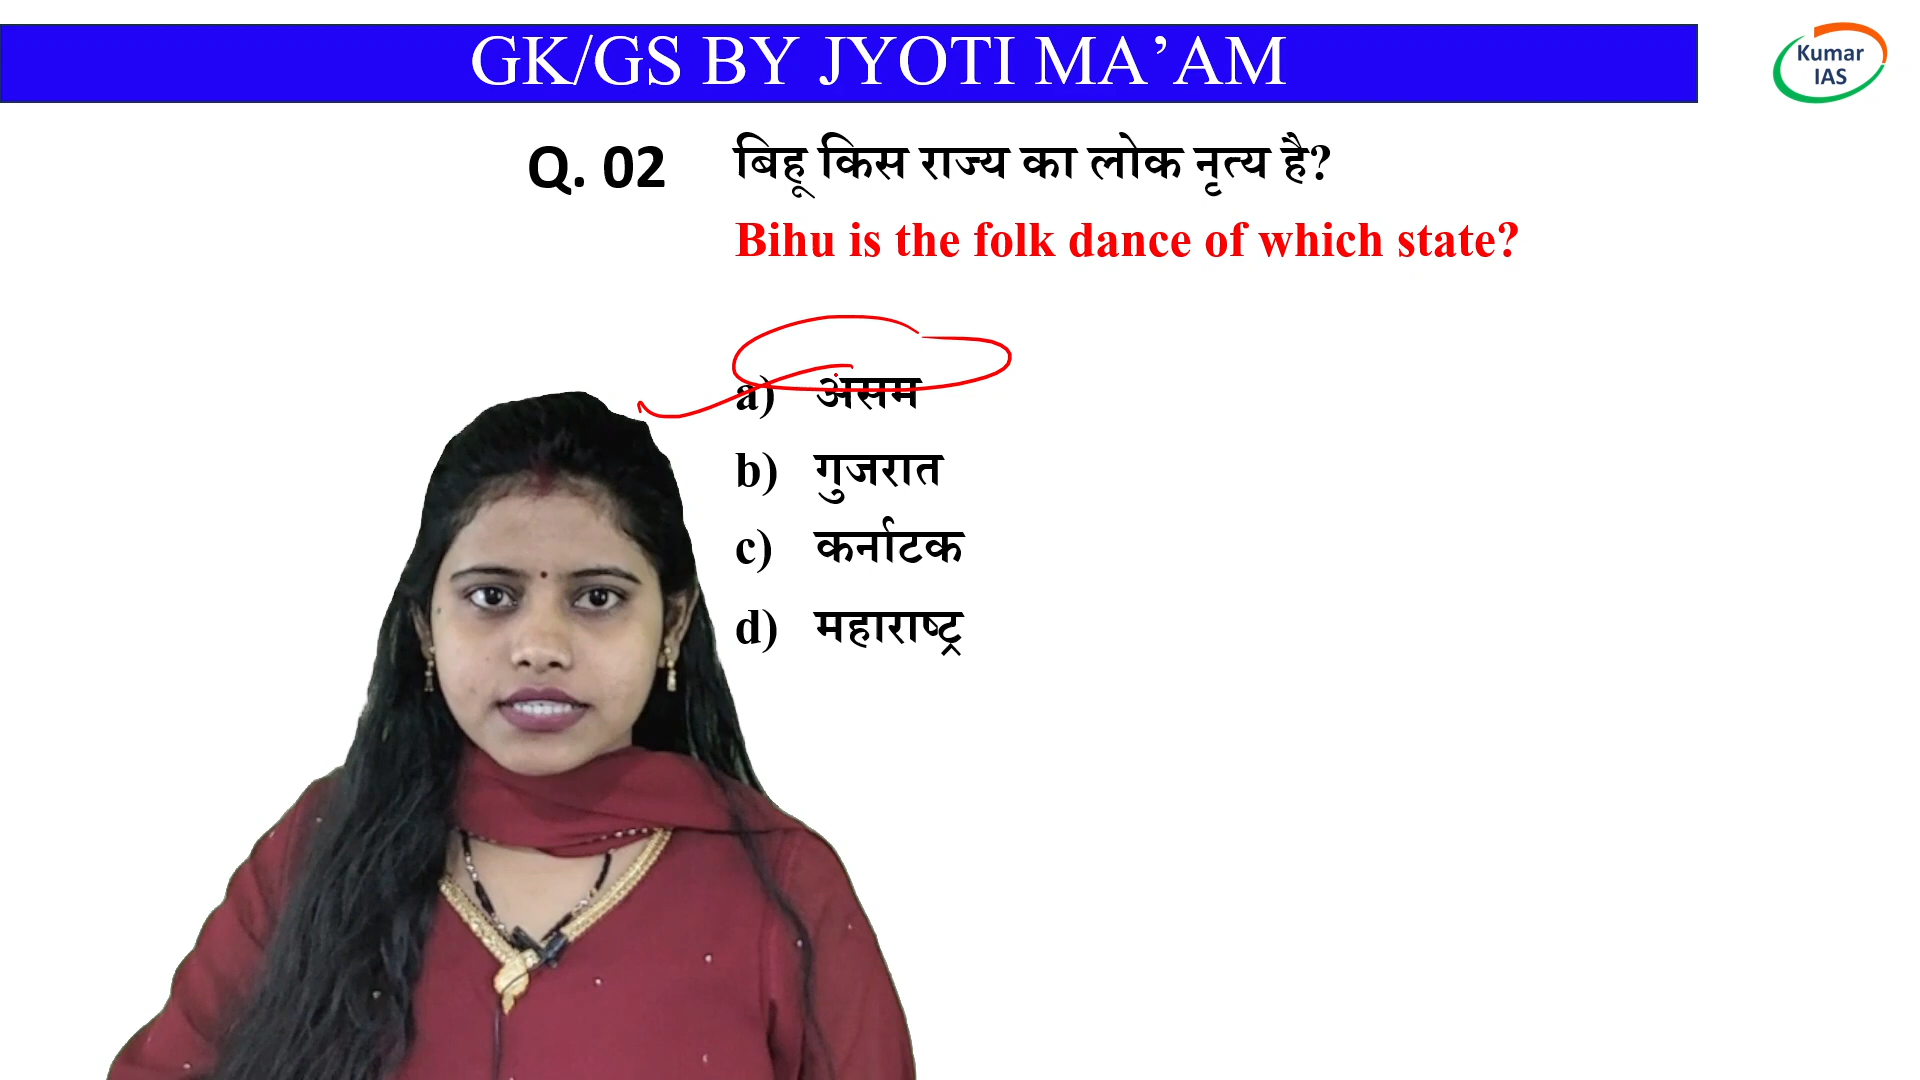 GK/GS BY JYOTI MA’AM
Kumar
IAS
Q. 02 बिहू किस राज्य का लोक नृत्य है?
Bihu is the folk dance of which state?
a) असम
b) गुजरात
c) कर्नाटक
d) महाराष्ट्र